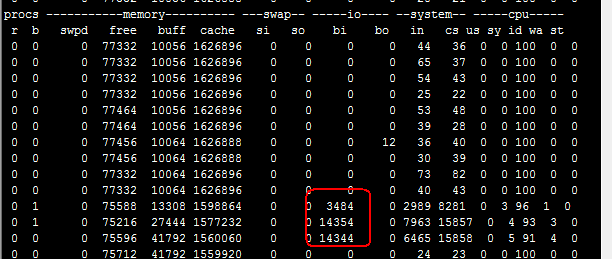 procs -----------memory---------- ---swap-- -----io---- --system-- -----cpu-----
r b swpd free buff cache si so bi bo in cs us sy id wa st
0 0 0 77332 10056 1626896 0 0 0 0 44 36 0 0 100 0 0
0 0 0 77332 10056 1626896 0 0 0 0 65 37 0 0 100 0 0
0 0 0 77332 10056 1626896 0 0 0 0 54 43 0 0 100 0 0
0 0 0 77332 10056 1626896 0 0 0 0 25 22 0 0 100 0 0
0 0 0 77464 10056 1626896 0 0 0 0 53 48 0 0 100 0 0
0 0 0 77464 10056 1626896 0 0 0 0 39 28 0 0 100 0 0
0 0 0 77456 10064 1626888 0 0 0 12 36 40 0 0 100 0 0
0 0 0 77456 10064 1626888 0 0 0 0 30 39 0 0 100 0 0
0 0 0 77332 10064 1626896 0 0 0 0 73 82 0 0 100 0 0
0 0 0 77332 10064 1626896 0 0 0 0 40 43 0 0 100 0 0
0 1 0 75588 13308 1598864 0 0 3484 0 2989 8281 0 3 96 1 0
0 1 0 75216 27444 1577232 0 0 14354 0 7963 15857 0 4 93 3 0
0 0 0 75596 41792 1560060 0 0 14344 0 6465 15858 0 5 91 4 0
0 0 0 75712 41792 1559920 0 0 0 0 24 23 0 0 100 0 0